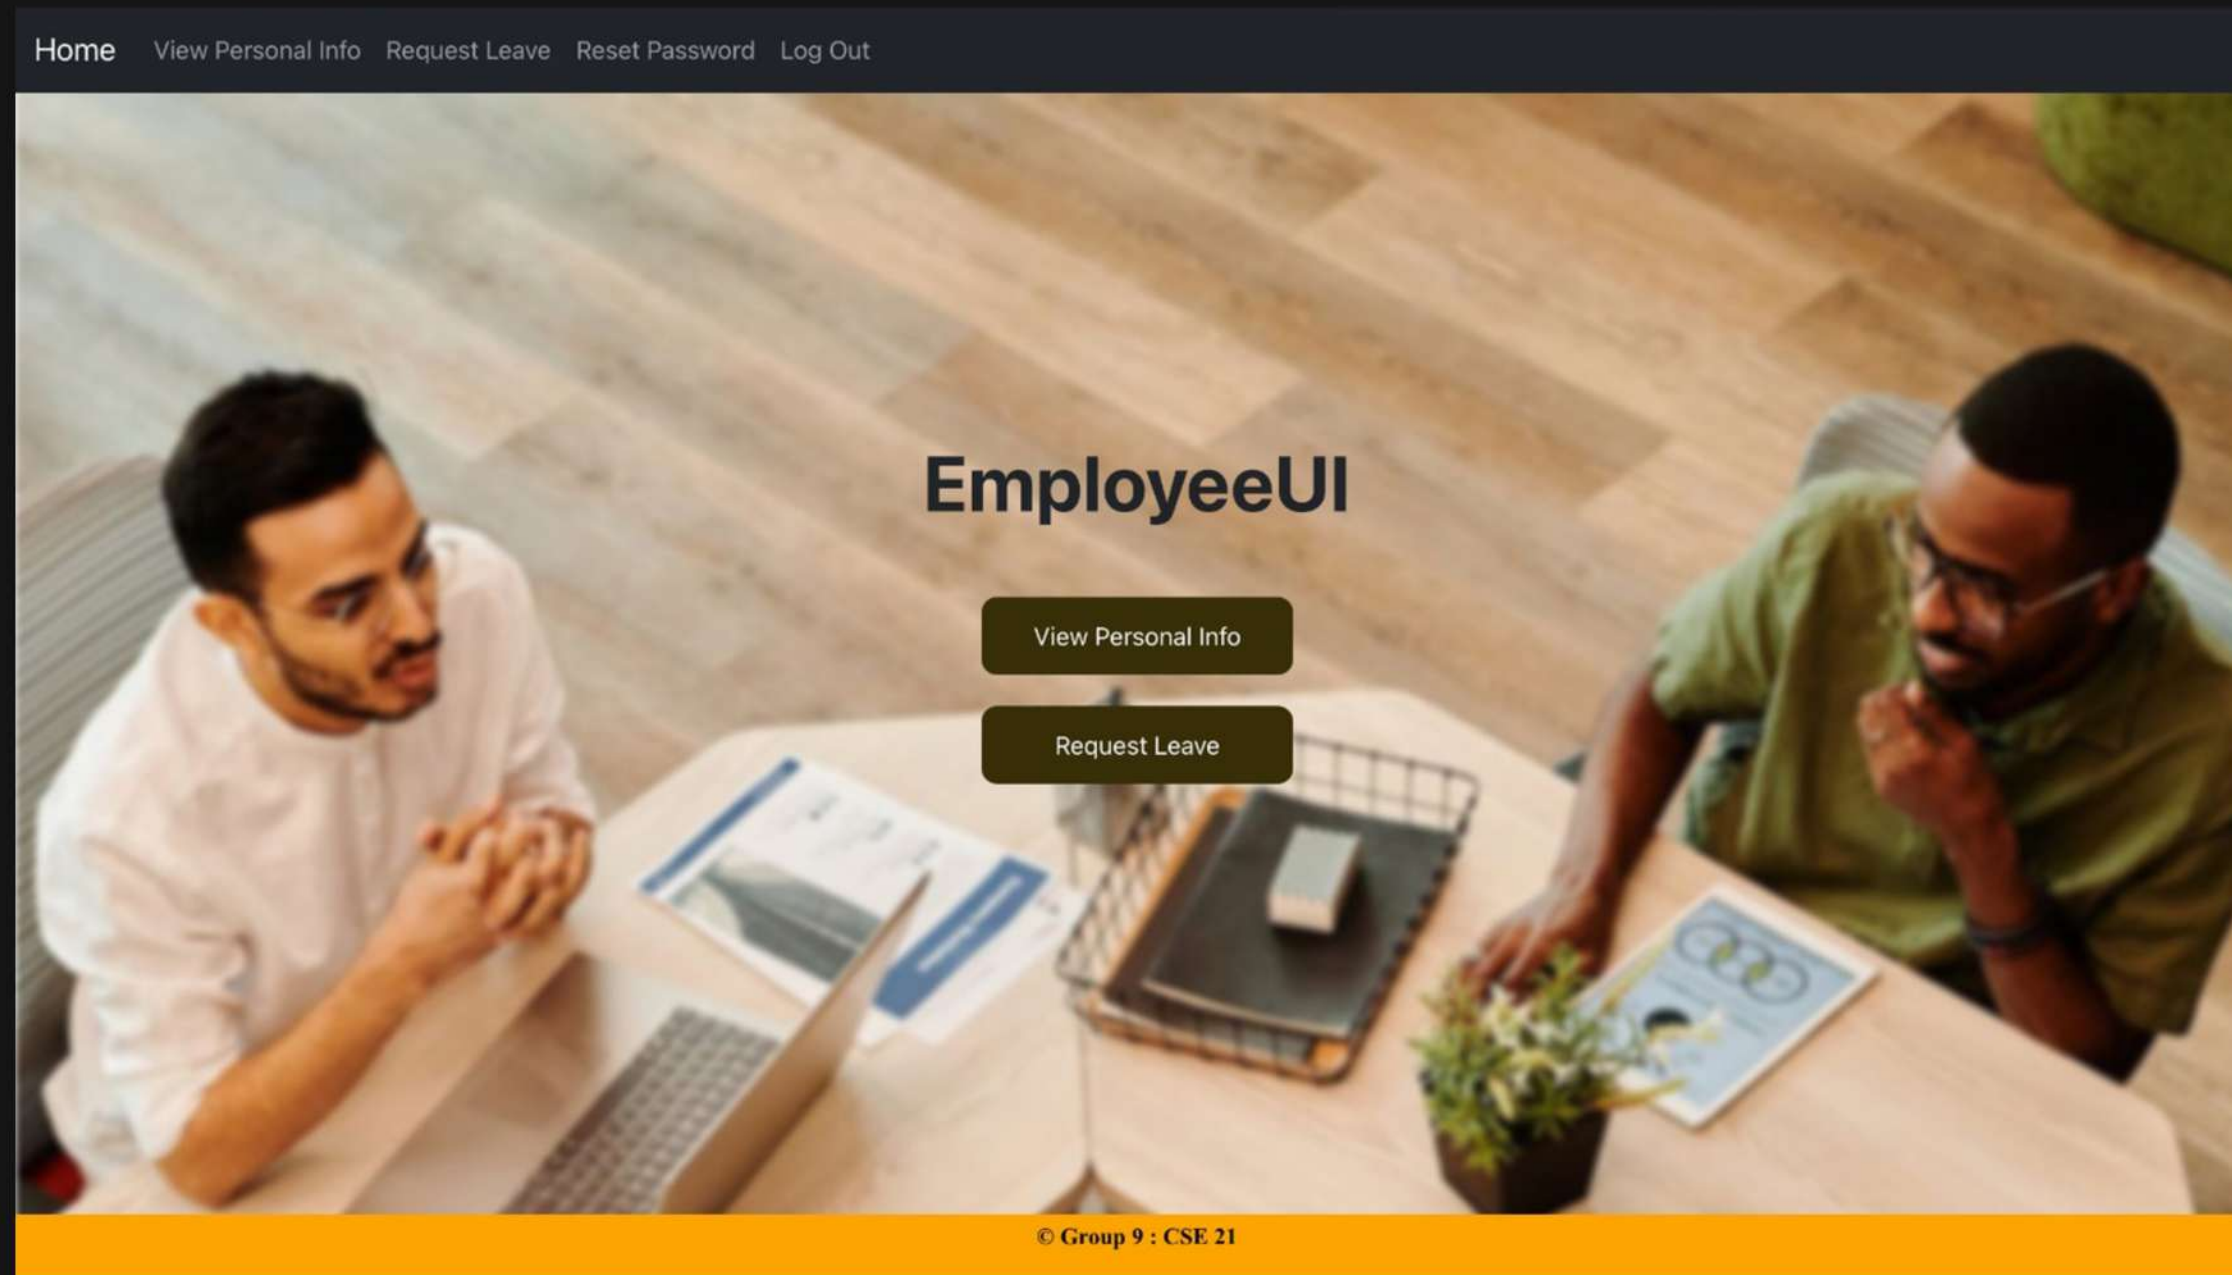 Home View Personal Info Request Leave Reset Password Log Out
EmployeeUI
View Personal Info
Request Leave
© Group 9 : CSE 21